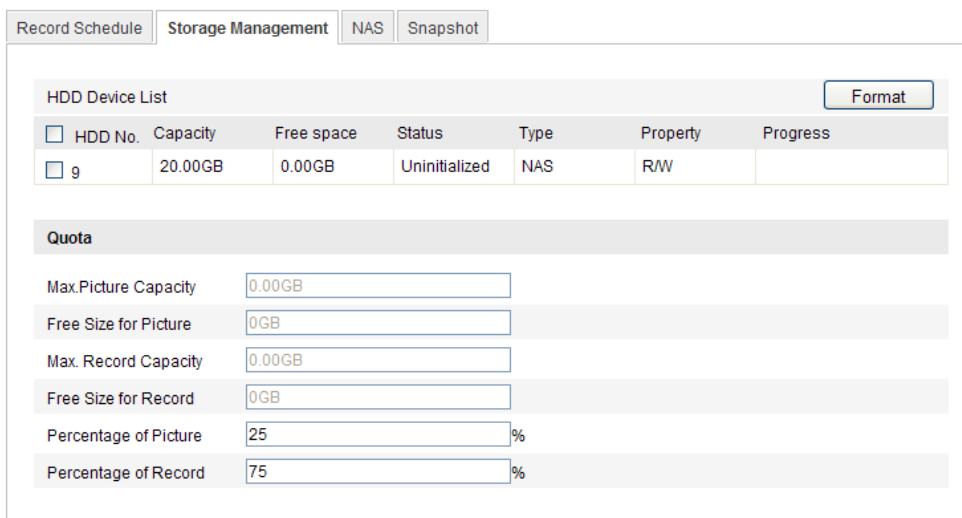 Record Schedule Storage Management NAS Snapshot
HDD Device List Format
HDD No. Capacity Free space Status Type Property Progress
9 20.00GB 0.00GB Uninitialized NAS R/W
Quota
Max.Picture Capacity 0.00GB
Free Size for Picture 0GB
Max. Record Capacity 0.00GB
Free Size for Record 0GB
Percentage of Picture 25 %
Percentage of Record 75 %